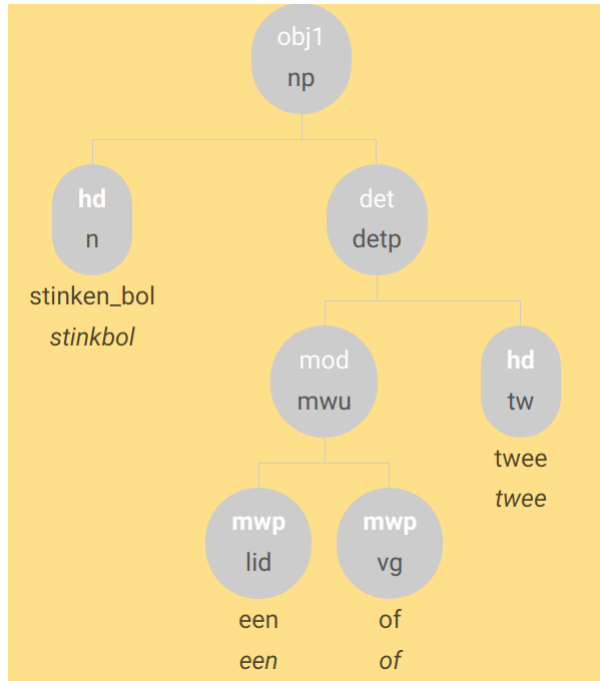 obj1
np
hd
n
stinken_bol
stinkbol
det
detp
mod
mwu
hd
tw
twee
twee
mwp
lid
een
een
mwp
vg
of
of